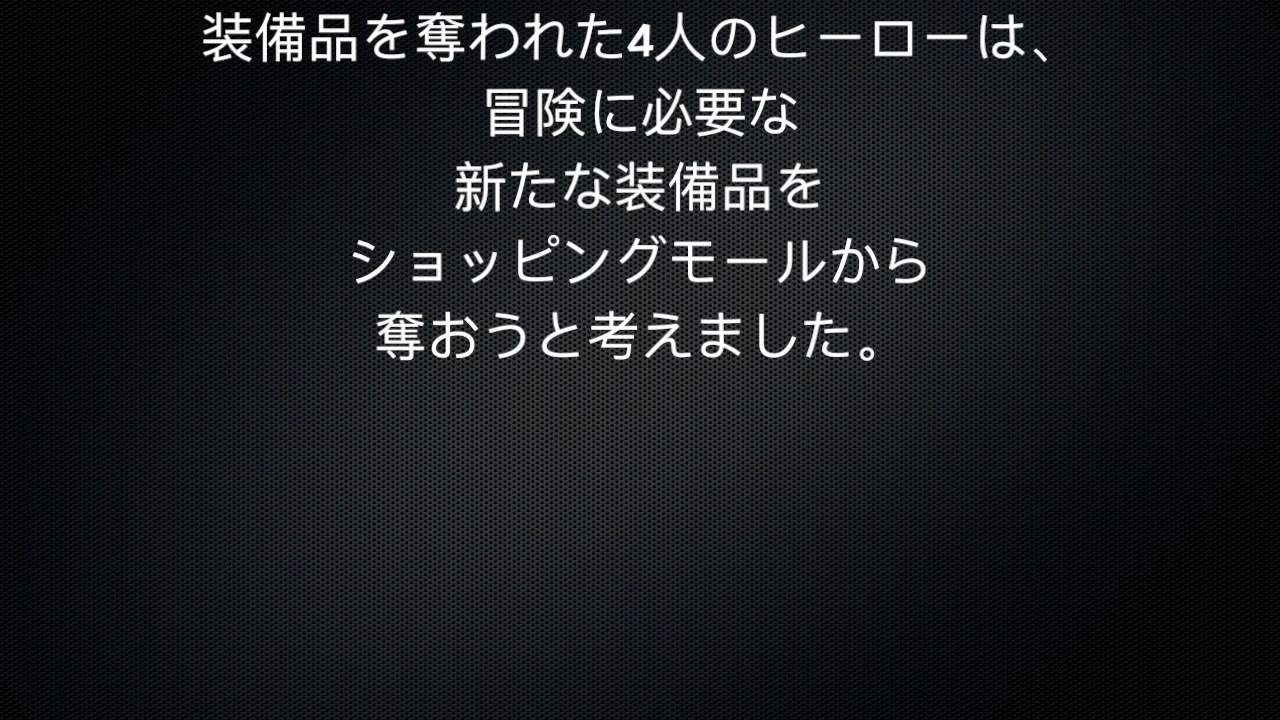 装備品を奪われた4人のヒーローは、
冒険に必要な
新たな装備品を
ショッピングモールから
奪おうと考えました。